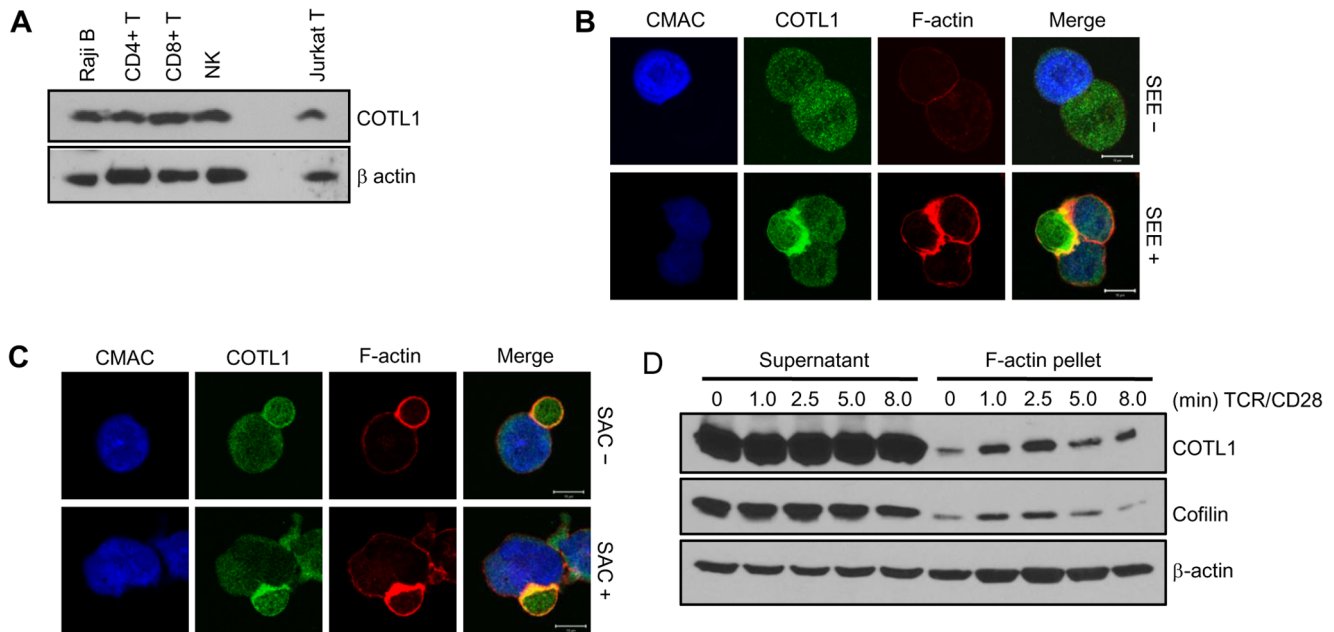 A
Raji B
CD4+ T
CD8+ T
NK
Jurkat T
COTL1
β actin
B
CMAC COTL1 F-actin Merge
SEE –
SEE +
C
CMAC COTL1 F-actin Merge
SAC –
SAC +
D
Supernatant F-actin pellet
0 1.0 2.5 5.0 8.0 0 1.0 2.5 5.0 8.0 (min) TCR/CD28
COTL1
Cofilin
β-actin